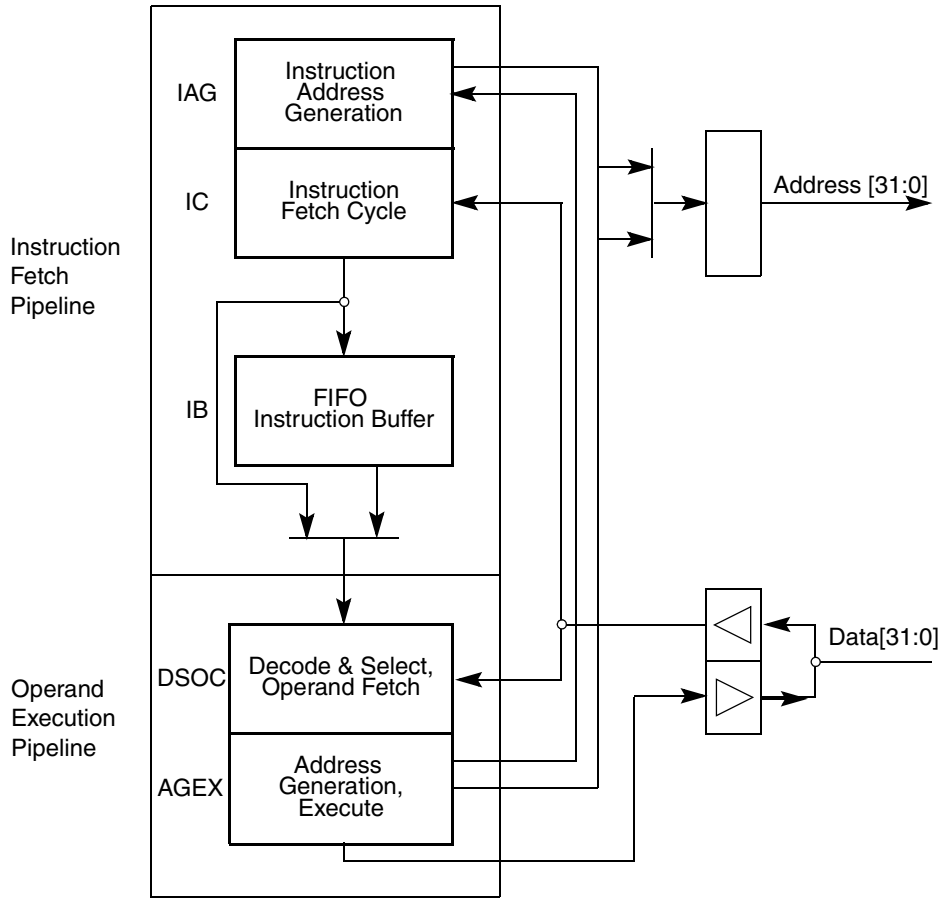 IAG
Instruction
Address
Generation
IC
Instruction
Fetch Cycle
Address [31:0]
Instruction
Fetch
Pipeline
IB
FIFO
Instruction Buffer
DSOC
Decode & Select,
Operand Fetch
Data[31:0]
Operand
Execution
Pipeline
AGEX
Address
Generation,
Execute